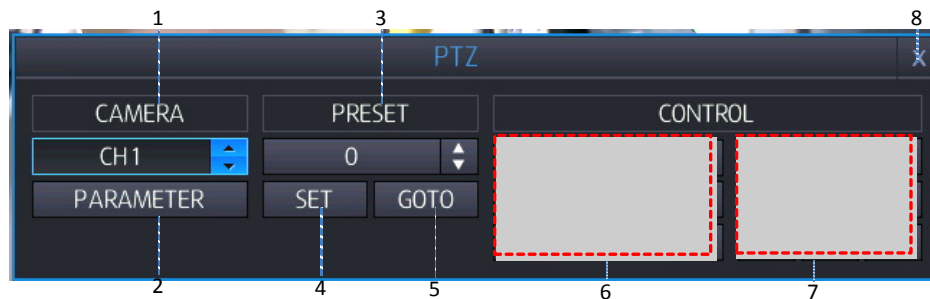 1 3 8
PTZ X
CAMERA PRESET CONTROL
CH1 0
PARAMETER SET GOTO
2 4 5 6 7